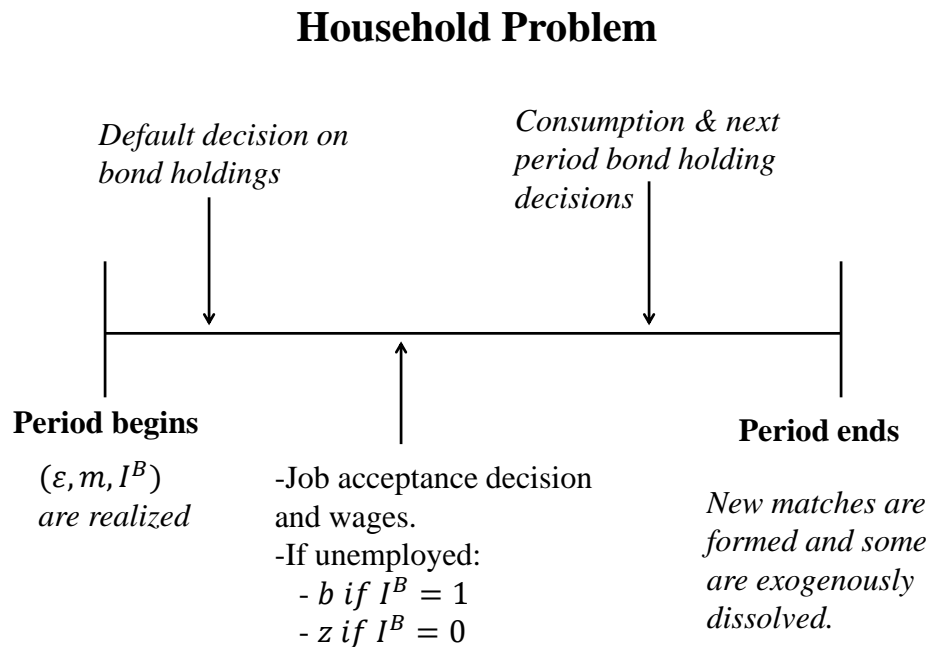 Household Problem
Default decision on
bond holdings
Consumption & next
period bond holding
decisions
Period begins
(ε, m, I^B)
are realized
-Job acceptance decision
and wages.
-If unemployed:
- b if I^B = 1
- z if I^B = 0
Period ends
New matches are
formed and some
are exogenously
dissolved.